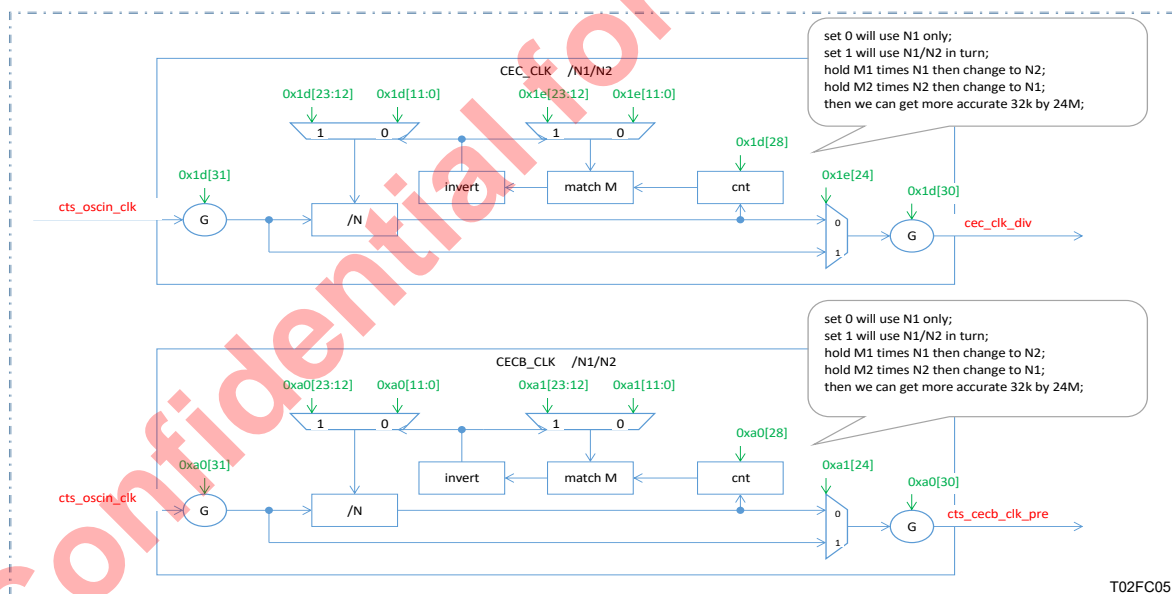 set 0 will use N1 only;
set 1 will use N1/N2 in turn;
hold M1 times N1 then change to N2;
hold M2 times N2 then change to N1;
then we can get more accurate 32k by 24M;
CEC_CLK /N1/N2
0x1d[23:12] 0x1d[11:0] 0x1e[23:12] 0x1e[11:0]
1 0 1 0
0x1d[28]
0x1d[31] invert match M cnt 0x1e[24]
0x1d[30]
cts_oscin_clk G /N 0 G cec_clk_div
1
set 0 will use N1 only;
set 1 will use N1/N2 in turn;
hold M1 times N1 then change to N2;
hold M2 times N2 then change to N1;
then we can get more accurate 32k by 24M;
CECB_CLK /N1/N2
0xa0[23:12] 0xa0[11:0] 0xa1[23:12] 0xa1[11:0]
1 0 1 0
0xa0[28]
0xa0[31] invert match M cnt 0xa1[24]
0xa0[30]
cts_oscin_clk G /N 0 G cts_cecb_clk_pre
1
T02FC05
Confidential for